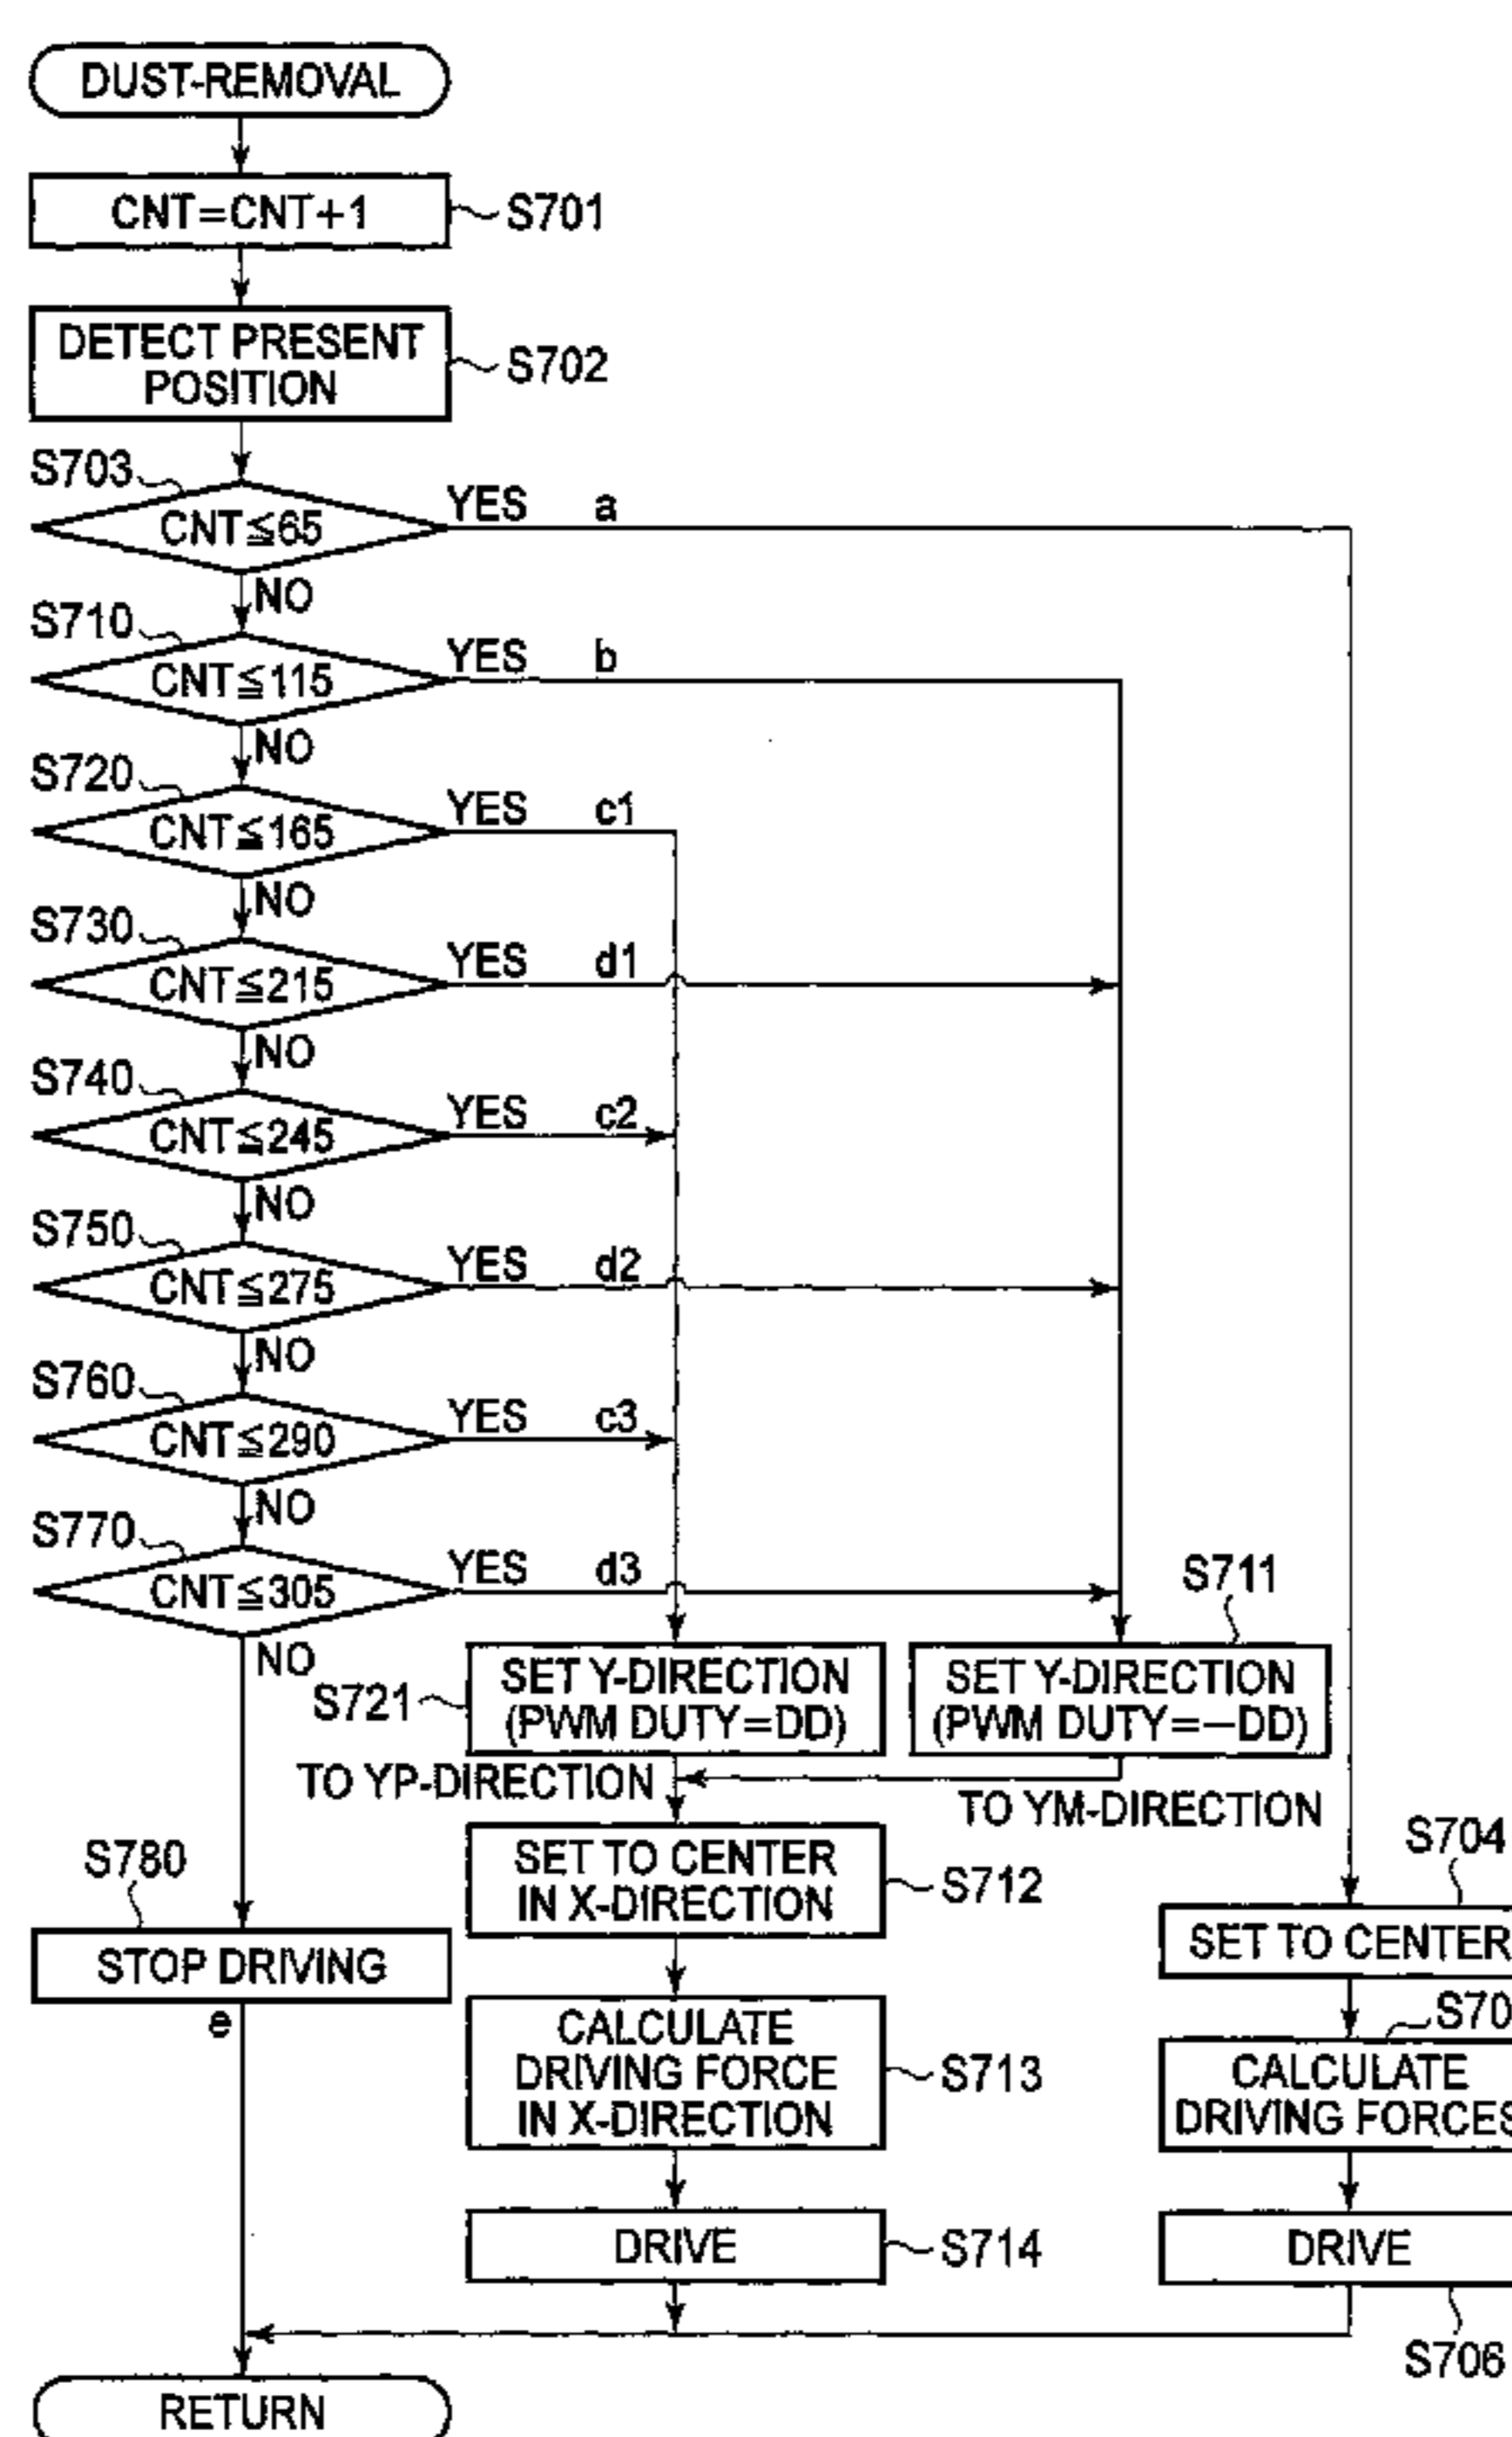 DUST-REMOVAL
CNT=CNT+1
S701
DETECT PRESENT
POSITION
S702
S703
CNT≦65
YES
a
NO
S710
CNT≦115
YES
b
NO
S720
CNT≦165
YES
c1
NO
S730
CNT≦215
YES
d1
NO
S740
CNT≦245
YES
c2
NO
S750
CNT≦275
YES
d2
NO
S760
CNT≦290
YES
c3
NO
S770
CNT≦305
YES
d3
NO
S711
S721
SET Y-DIRECTION
(PWM DUTY=DD)
SET Y-DIRECTION
(PWM DUTY=−DD)
TO YP-DIRECTION
TO YM-DIRECTION
S780
STOP DRIVING
e
SET TO CENTER
IN X-DIRECTION
S712
S704
SET TO CENTER
CALCULATE
DRIVING FORCE
IN X-DIRECTION
S713
S70
CALCULATE
DRIVING FORCES
DRIVE
S714
DRIVE
S706
RETURN